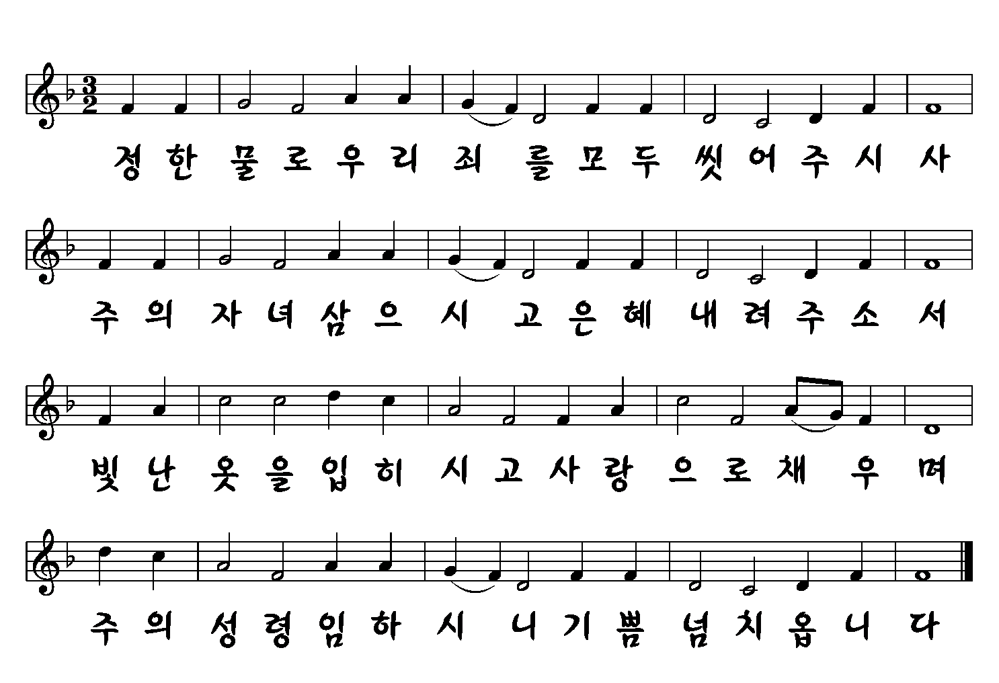 3
2
정한물로우리죄를모두씻어주시사
주의자녀삼으시고은혜내려주소서
빛난옷을입히시고사랑으로채우며
주의성령임하시니기쁨넘치옵니다